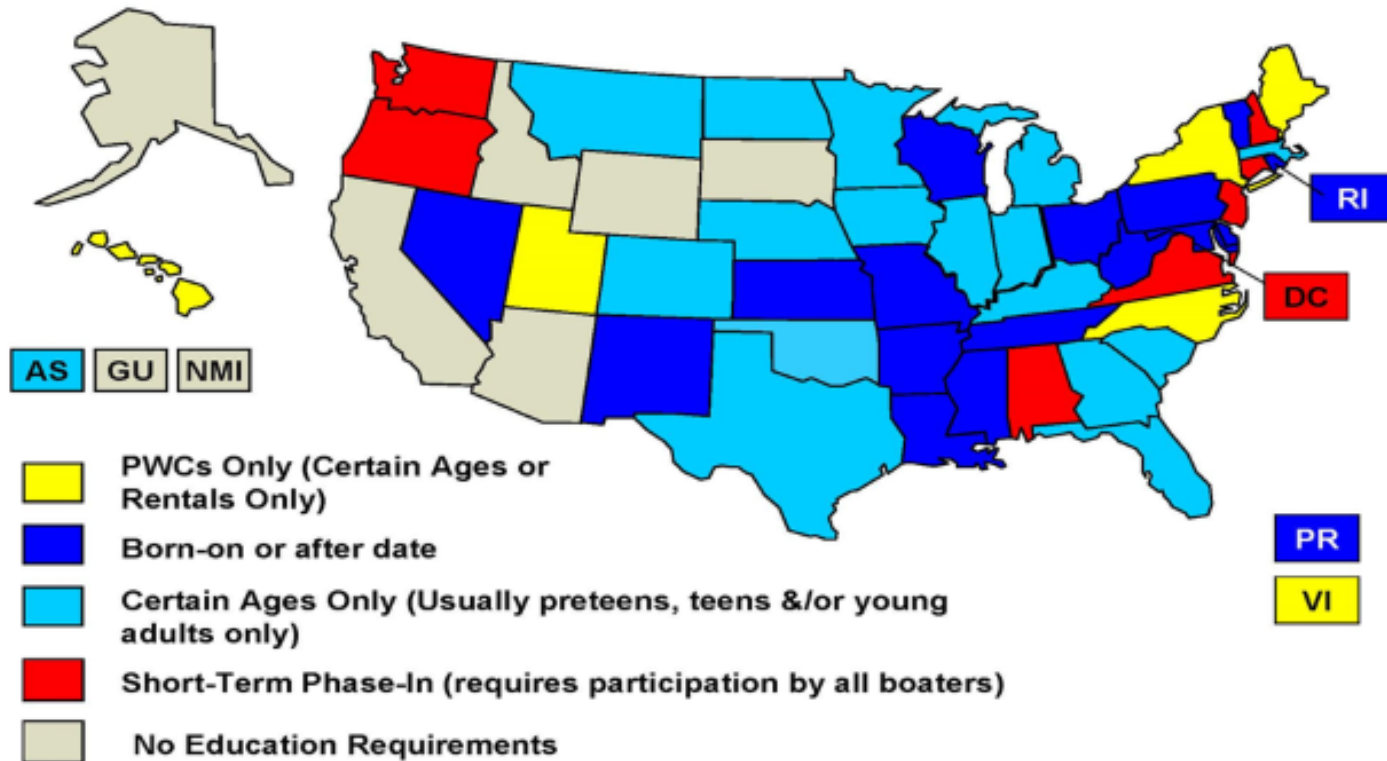 RI
DC
AS GU NMI
PWCs Only (Certain Ages or
Rentals Only)
Born-on or after date
Certain Ages Only (Usually preteens, teens &/or young
adults only)
Short-Term Phase-In (requires participation by all boaters)
No Education Requirements
PR
VI